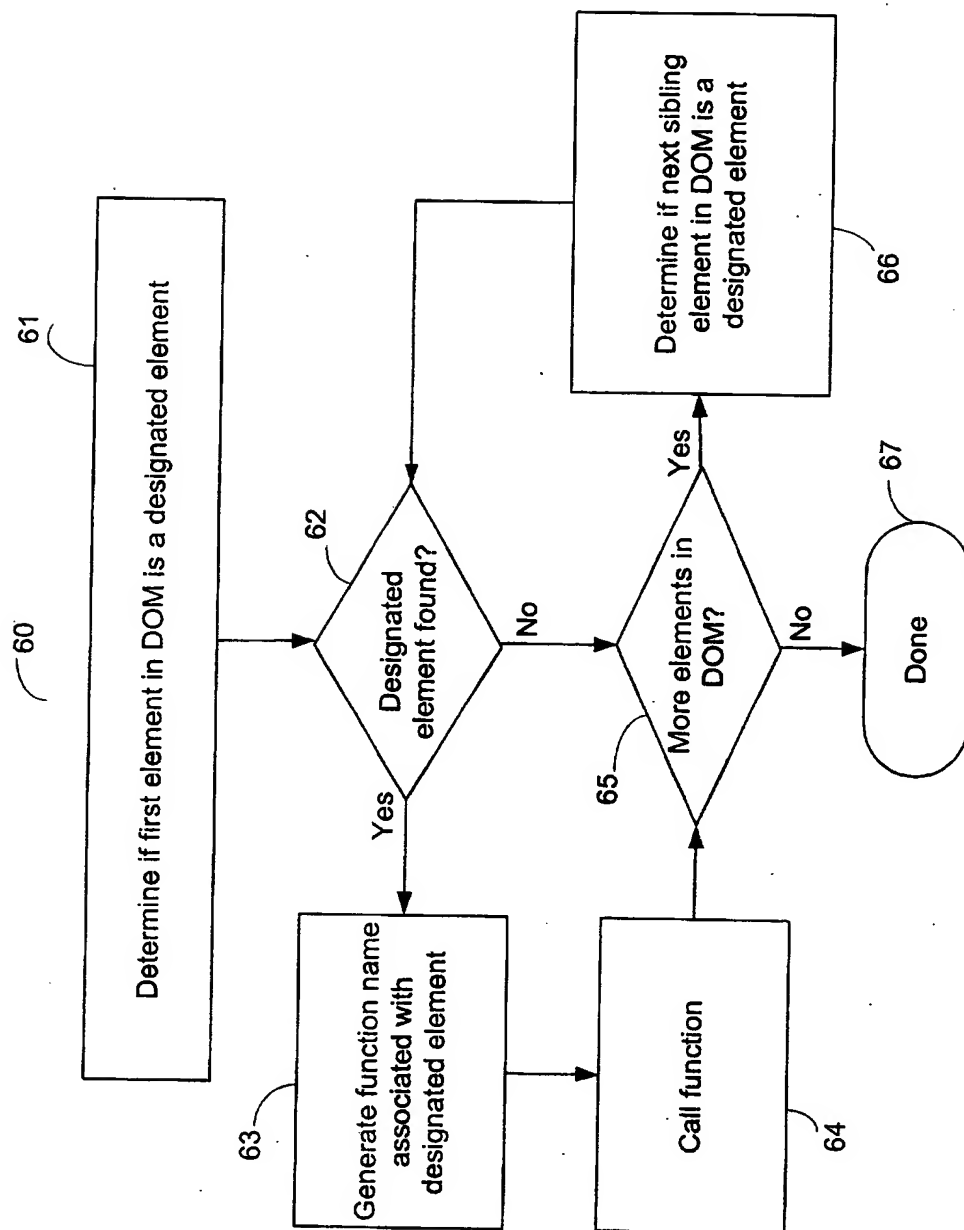 60
61
Determine if first element in DOM is a designated element
62
Designated
element found?
Yes
No
63
Generate function name
associated with
designated element
64
Call function
65
More elements in
DOM?
Yes
No
66
Determine if next sibling
element in DOM is a
designated element
67
Done